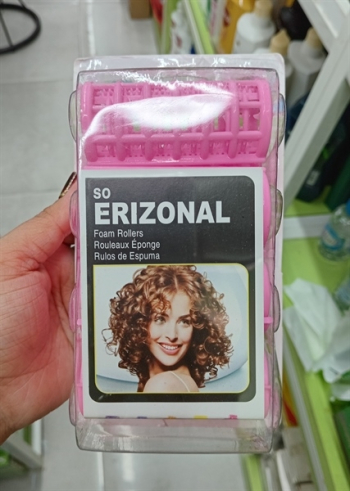 SO
ERIZONAL
Foam Rollers
Rouleaux Éponge
Rulos de Espuma